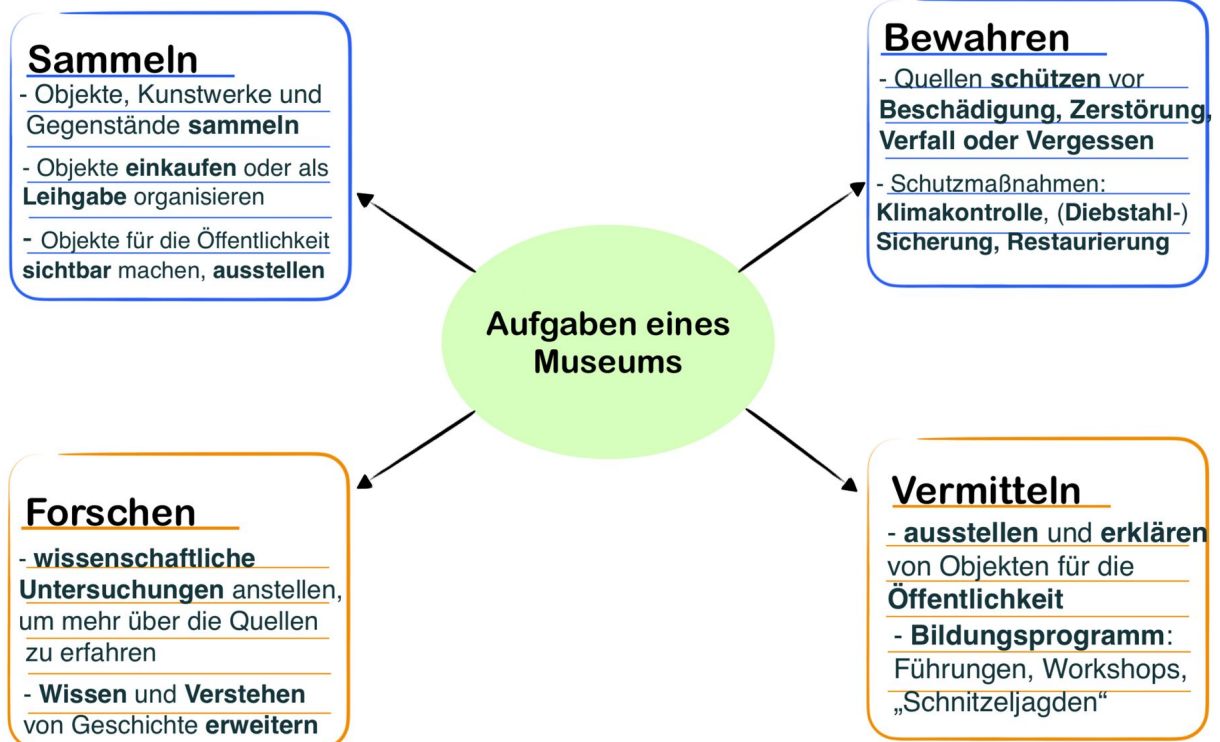 Sammeln
- Objekte, Kunstwerke und
Gegenstände sammeln
- Objekte einkaufen oder als
Leihgabe organisieren
- Objekte für die Öffentlichkeit
sichtbar machen, ausstellen
Bewahren
- Quellen schützen vor
Beschädigung, Zerstörung,
Verfall oder Vergessen
- Schutzmaßnahmen:
Klimakontrolle, (Diebstahl-)
Sicherung, Restaurierung
Aufgaben eines
Museums
Forschen
- wissenschaftliche
Untersuchungen anstellen,
um mehr über die Quellen
zu erfahren
- Wissen und Verstehen
von Geschichte erweitern
Vermitteln
- ausstellen und erklären
von Objekten für die
Öffentlichkeit
- Bildungsprogramm:
Führungen, Workshops,
„Schnitzeljagden“